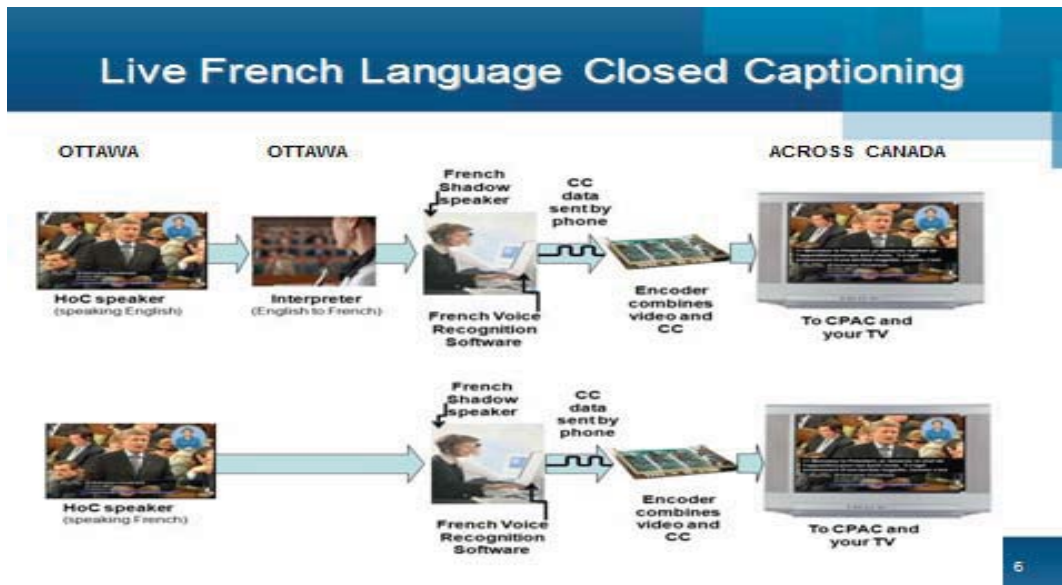 Live French Language Closed Captioning
OTTAWA
OTTAWA
ACROSS CANADA
French
Shadow
speaker
CC
data
sent by
phone
HoC speaker
(speaking English)
Interpreter
(English to French)
French Voice
Recognition
Software
Encoder
combines
video and
CC
To CPAC and
your TV
French
Shadow
speaker
CC
data
sent by
phone
HoC speaker
(speaking French)
French Voice
Recognition
Software
Encoder
combines
video and
CC
To CPAC and
your TV
6